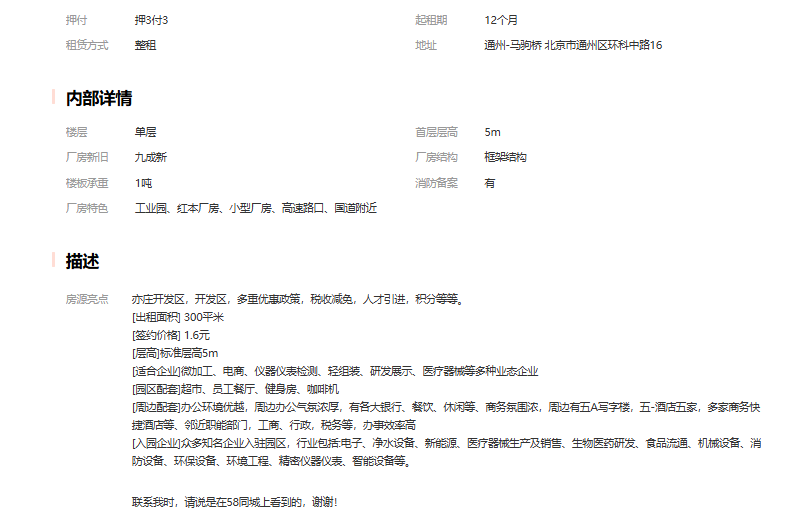 押付 押3付3 起租期 12个月
租赁方式 整租 地址 通州-马驹桥 北京市通州区环科中路16
内部详情
楼层 单层 首层层高 5m
厂房新旧 九成新 厂房结构 框架结构
楼板承重 1吨 消防备案 有
厂房特色 工业园、红本厂房、小型厂房、高速路口、国道附近
描述
房源亮点 亦庄开发区，开发区，多重优惠政策，税收减免，人才引进，积分等等。
[出租面积] 300平米
[签约价格] 1.6元
[层高]标准层高5m
[适合企业]微加工、电商、仪器仪表检测、轻组装、研发展示、医疗器械等多种业态企业
[园区配套]超市、员工餐厅、健身房、咖啡机
[周边配套]办公环境优越，周边办公气氛浓厚，有各大银行、餐饮、休闲等、商务氛围浓，周边有五A写字楼，五-酒店五家，多家商务快
捷酒店等、邻近职能部门，工商、行政，税务等，办事效率高
[入园企业]众多知名企业入驻园区，行业包括:电子、净水设备、新能源、医疗器械生产及销售、生物医药研发、食品流通、机械设备、消
防设备、环保设备、环境工程、精密仪器仪表、智能设备等。
联系我时，请说是在58同城上看到的，谢谢！